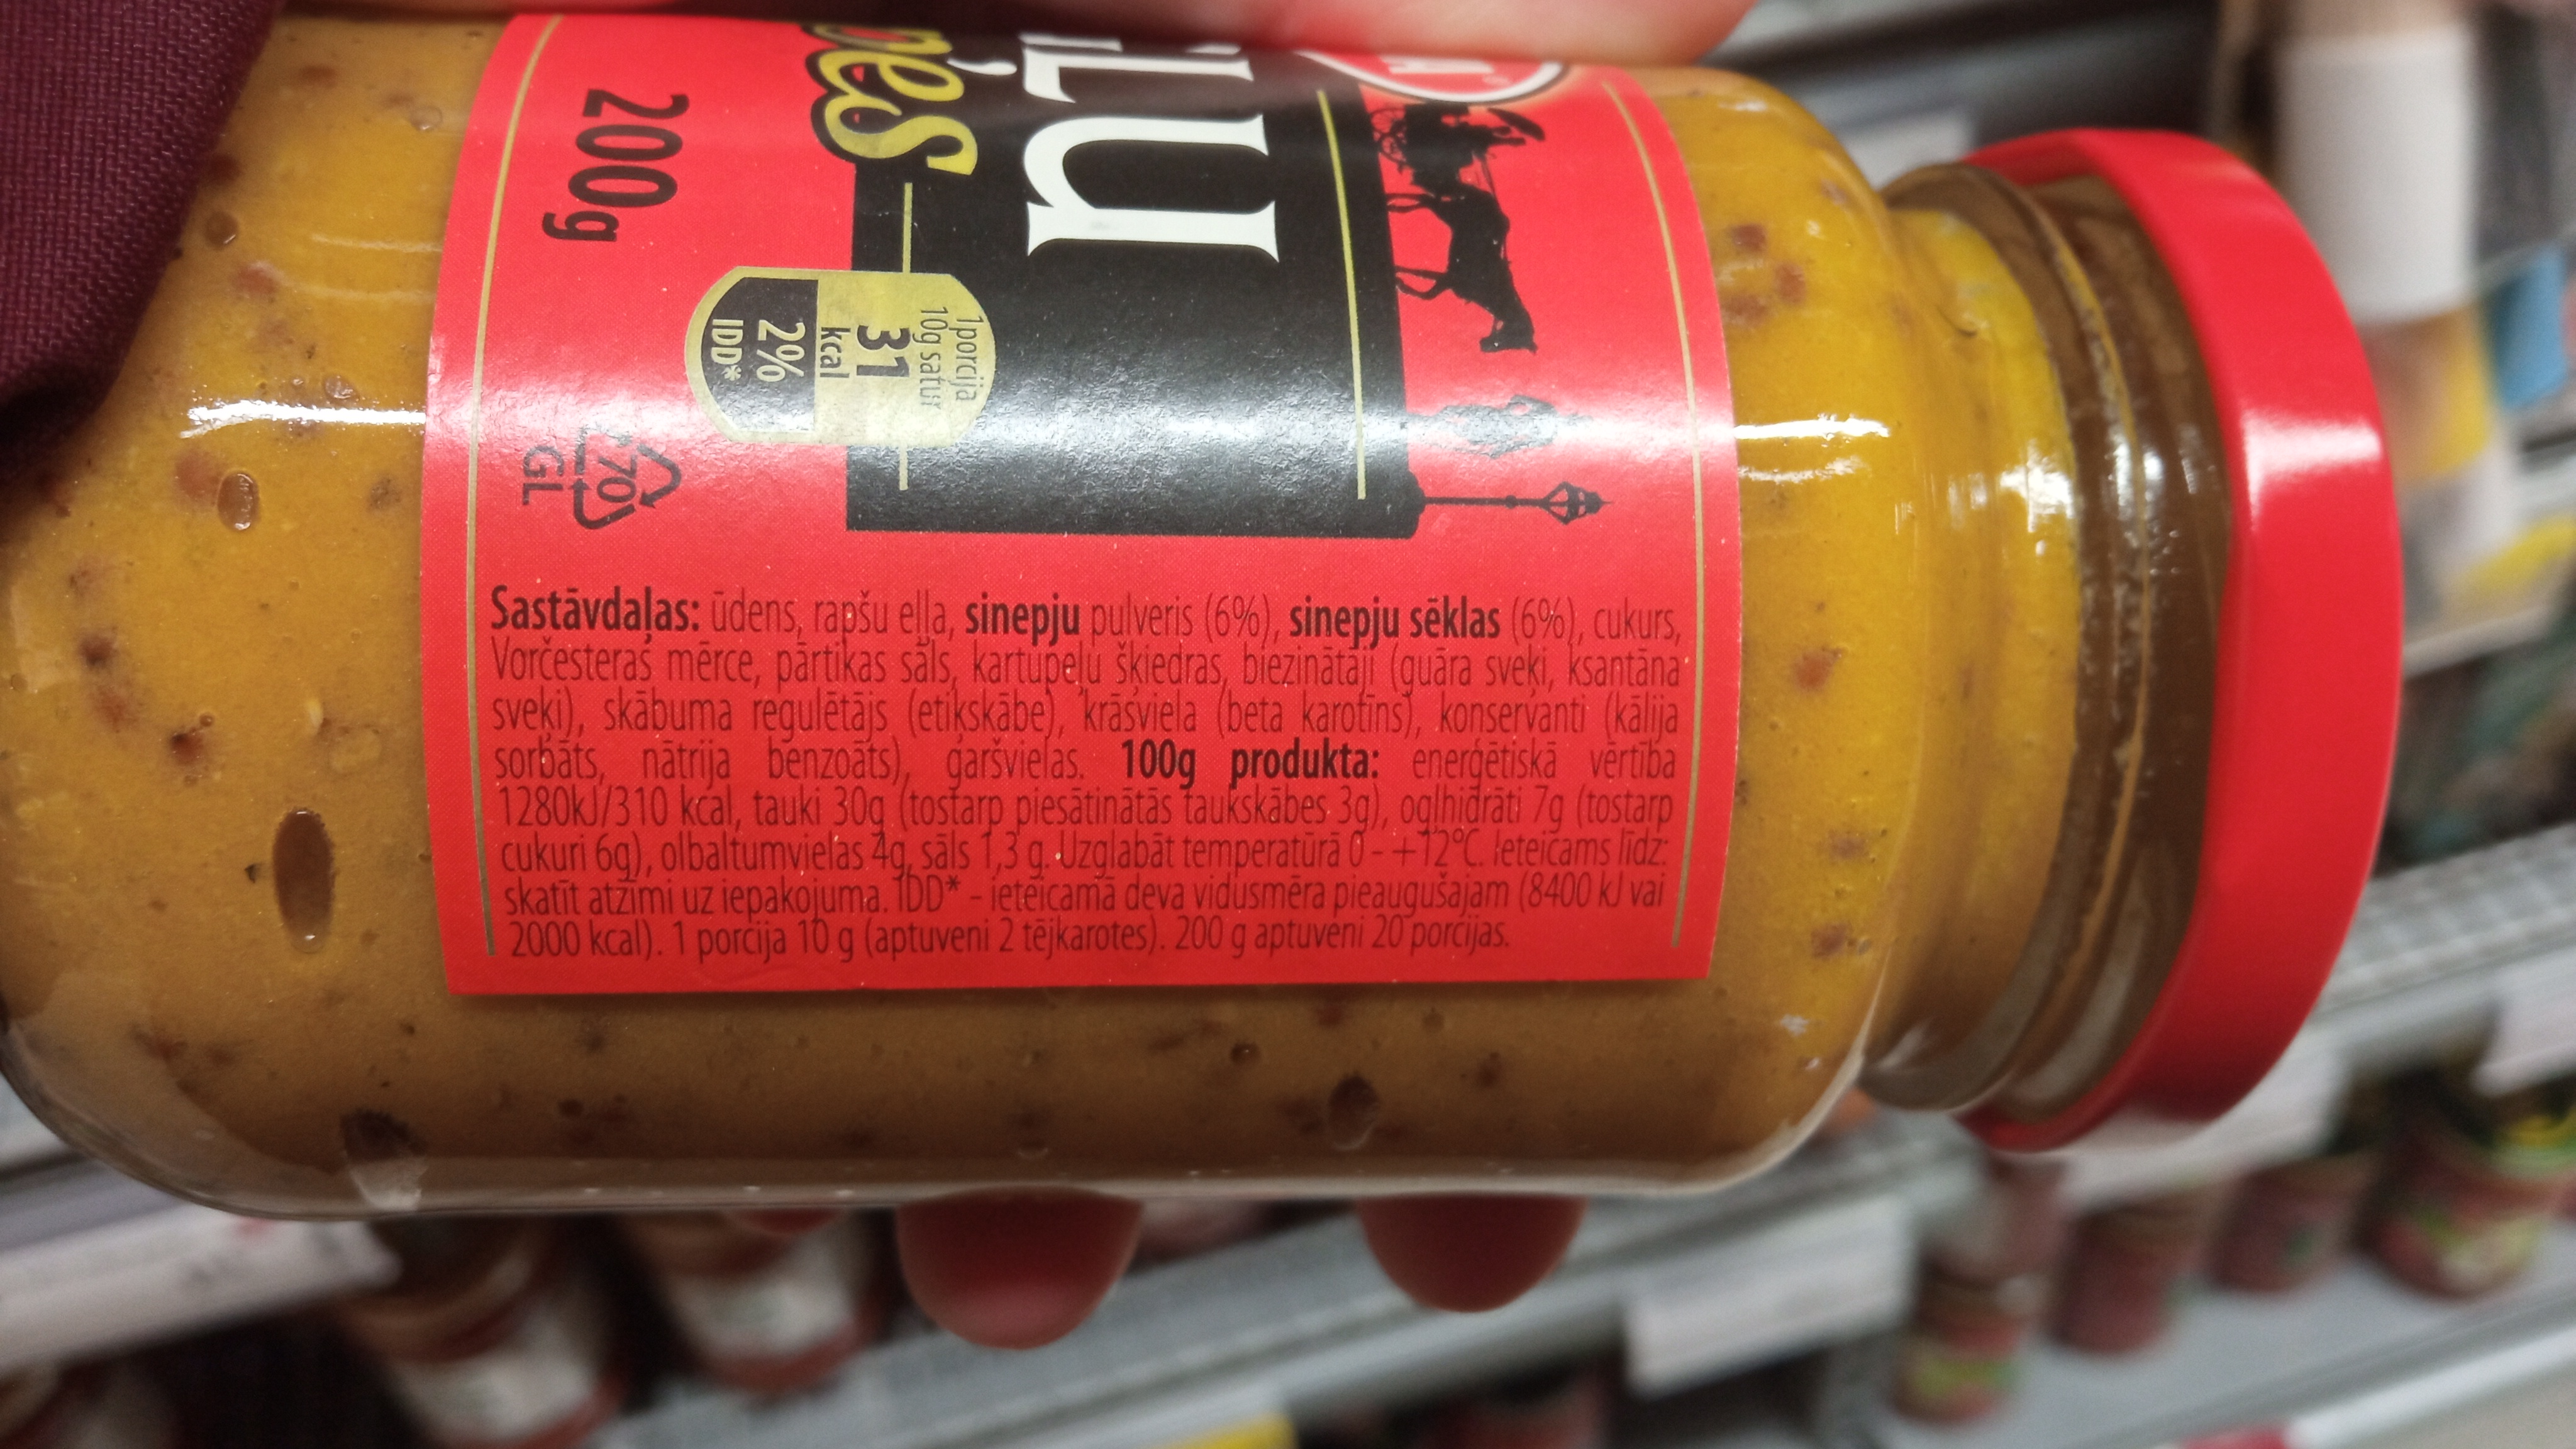 200g
1porcija
10g satur
31
kcal
2%
IDD*
70
GL
Sastāvdaļas: ūdens, rapšu eļļa, sinepju pulveris (6%), sinepju sēklas (6%), cukurs,
Vorčesteras mērce, pārtikas sāls, kartupeļu šķiedras, biezinātāji (guāra sveķi, ksantāna
sveķi), skābuma regulētājs (etiķskābe), krāsviela (beta karotīns), konservanti (kālija
sorbāts, nātrija benzoāts), garšvielas. 100g produkta: enerģētiskā vērtība
1280kJ/310 kcal, tauki 30g (tostarp piesātinātās taukskābes 3g), ogļhidrāti 7g (tostarp
cukuri 6g), olbaltumvielas 4g, sāls 1,3 g. Uzglabāt temperatūrā 0 - +12°C. Ieteicams līdz:
skatīt atzīmi uz iepakojuma. IDD* - ieteicamā deva vidusmēra pieaugušajam (8400 kJ vai
2000 kcal). 1 porcija 10 g (aptuveni 2 tējkarotes). 200 g aptuveni 20 porcijas.